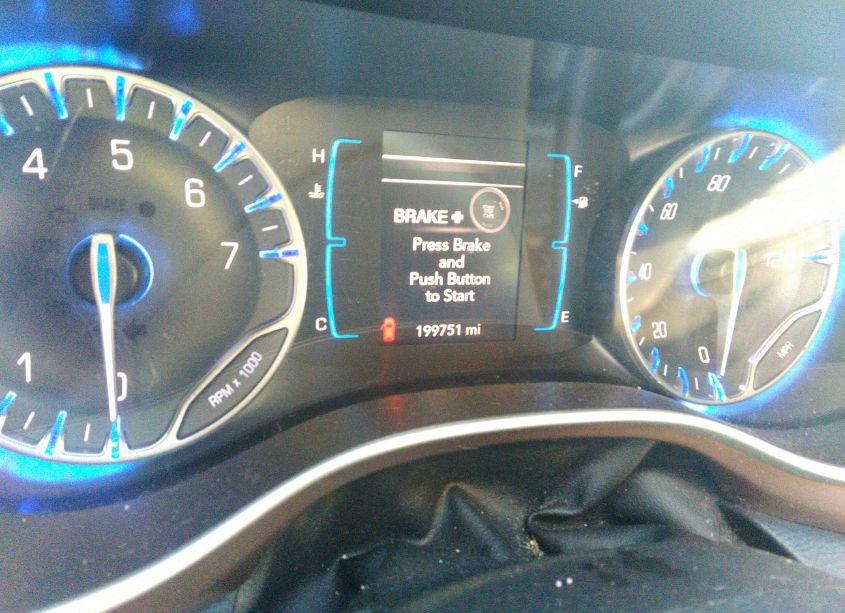 4
5
6
7
1
0
RPM x 1000
BRAKE
H
C
BRAKE +
Press Brake
and
Push Button
to Start
199751 mi
F
E
80
60
40
20
0
120
MPH